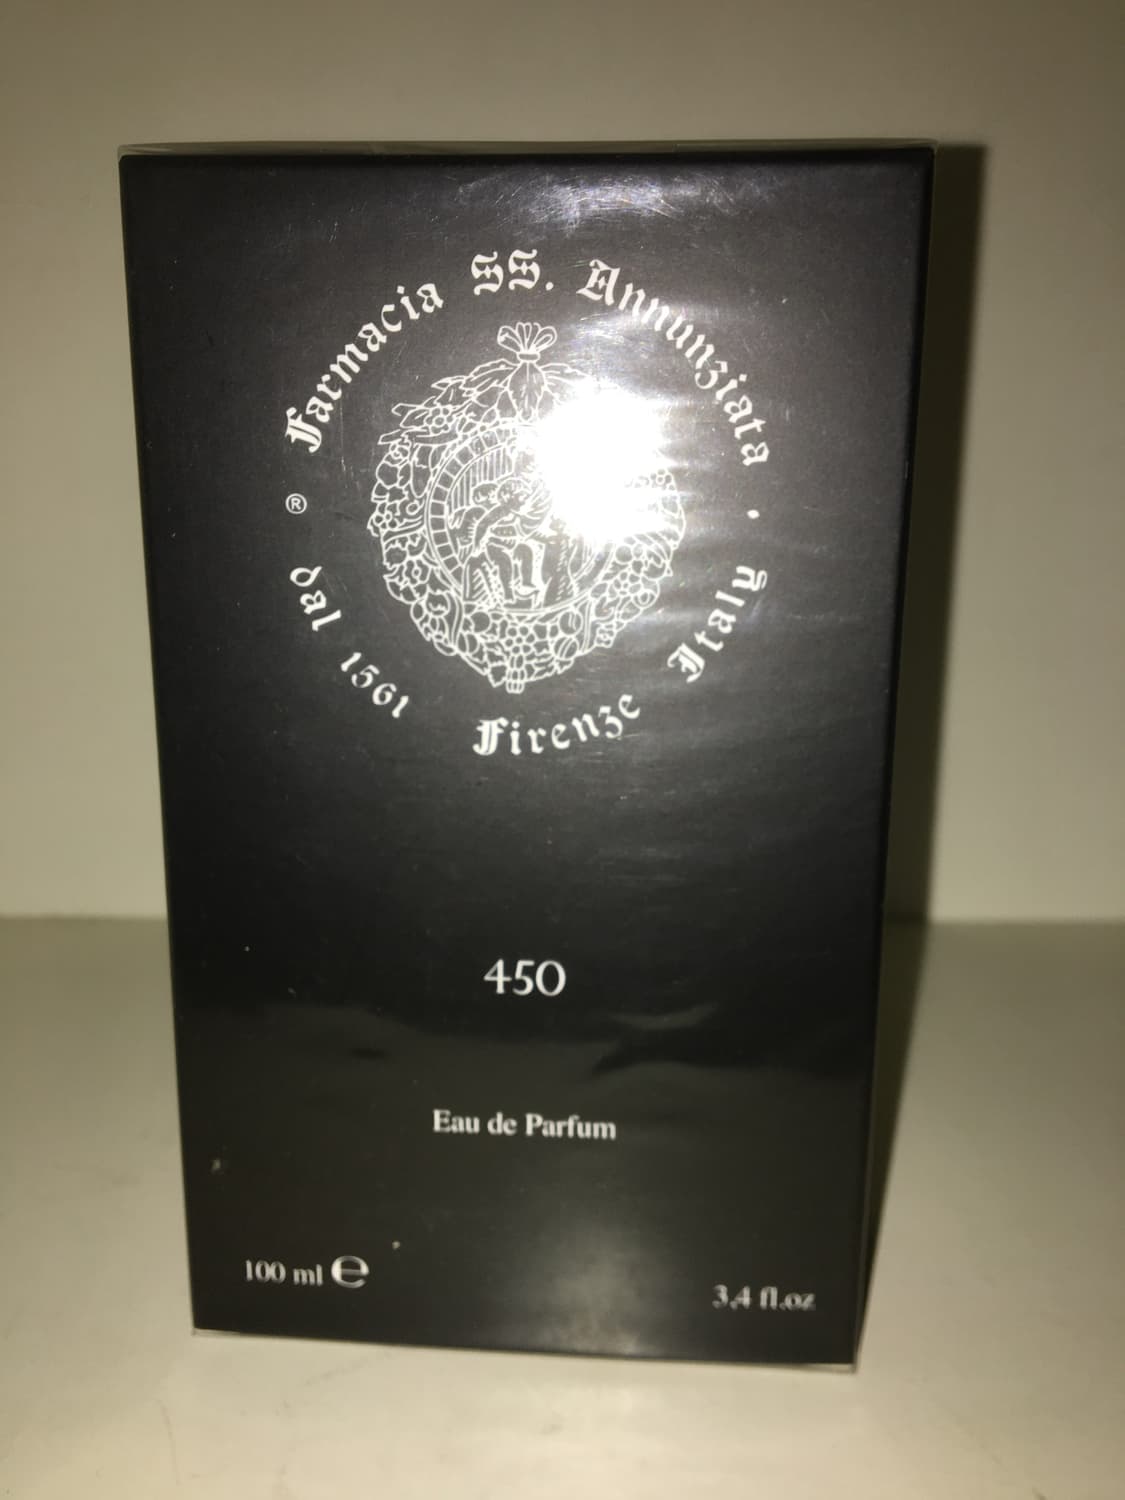 Farmacia SS. Annunziata
® dal 1561 Firenze Italy
450
Eau de Parfum
100 ml ℮
3,4 fl.oz